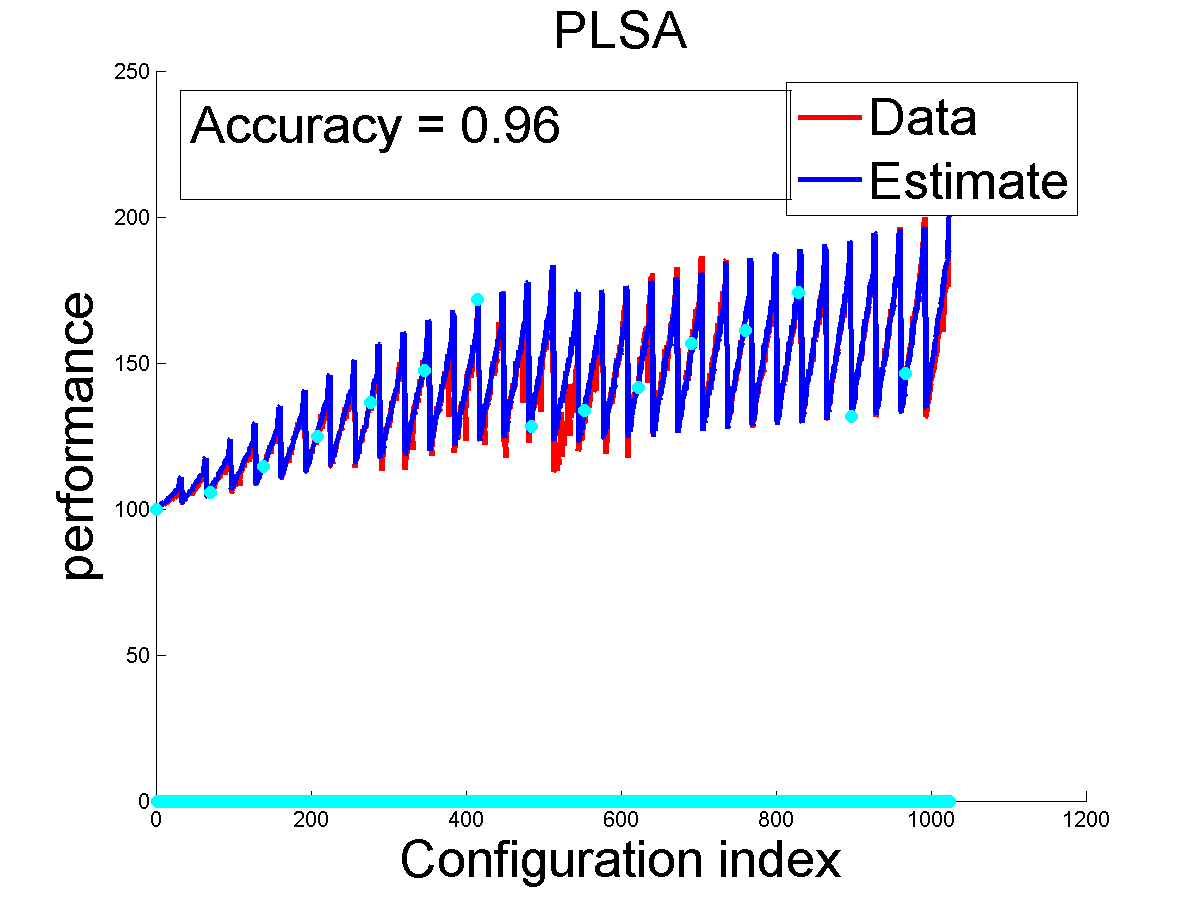 PLSA
Accuracy = 0.96
Data
Estimate
250
200
150
100
50
0
performance
0 200 400 600 800 1000 1200
Configuration index